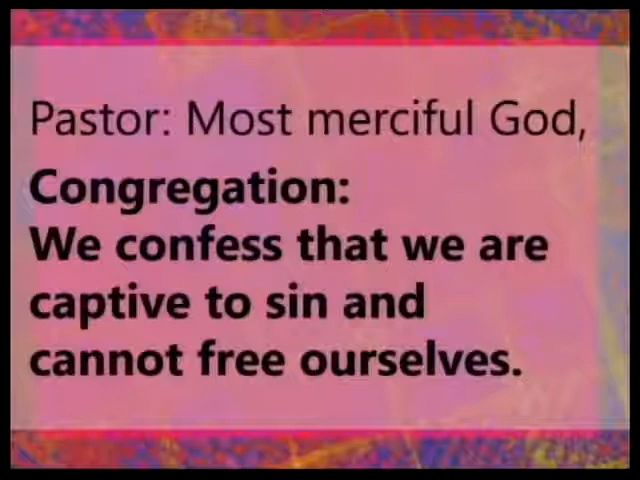 Pastor: Most merciful God,
Congregation:
We confess that we are
captive to sin and
cannot free ourselves.